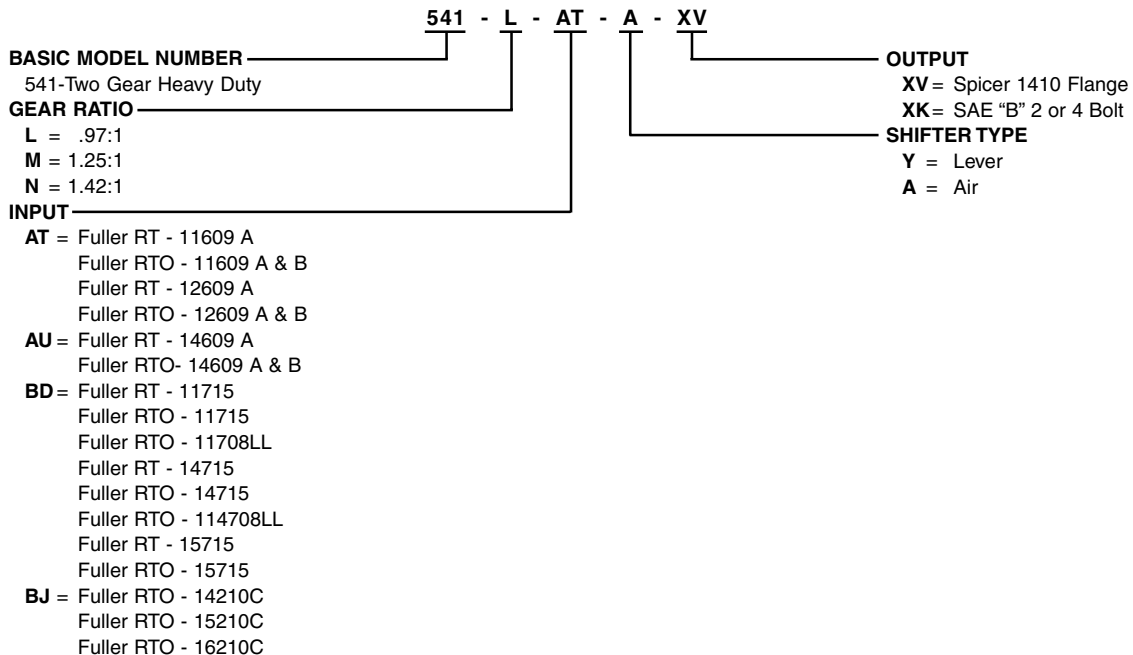 541 - L - AT - A - XV
BASIC MODEL NUMBER
541-Two Gear Heavy Duty
GEAR RATIO
L = .97:1
M = 1.25:1
N = 1.42:1
INPUT
AT = Fuller RT - 11609 A
Fuller RTO - 11609 A & B
Fuller RT - 12609 A
Fuller RTO - 12609 A & B
AU = Fuller RT - 14609 A
Fuller RTO- 14609 A & B
BD = Fuller RT - 11715
Fuller RTO - 11715
Fuller RTO - 11708LL
Fuller RT - 14715
Fuller RTO - 14715
Fuller RTO - 114708LL
Fuller RT - 15715
Fuller RTO - 15715
BJ = Fuller RTO - 14210C
Fuller RTO - 15210C
Fuller RTO - 16210C
OUTPUT
XV = Spicer 1410 Flange
XK = SAE “B” 2 or 4 Bolt
SHIFTER TYPE
Y = Lever
A = Air